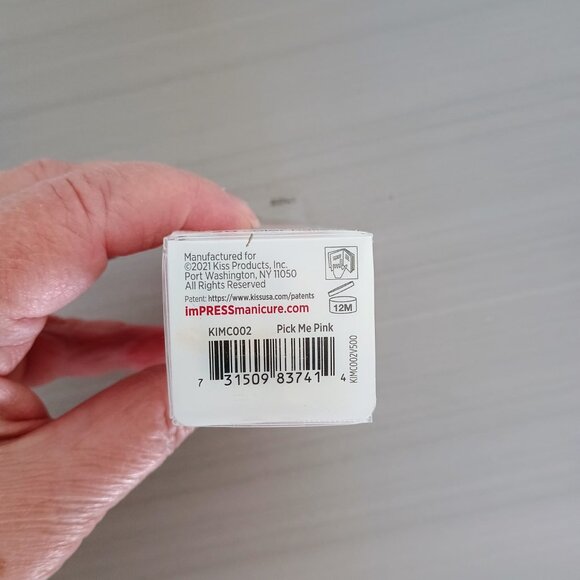 Manufactured for
©2021 Kiss Products, Inc.
Port Washington, NY 11050
All Rights Reserved
Patent: https://www.kissusa.com/patents
imPRESSmanicure.com
12M
KIMC002 Pick Me Pink
7 31509 83741 4
KIMC002V500